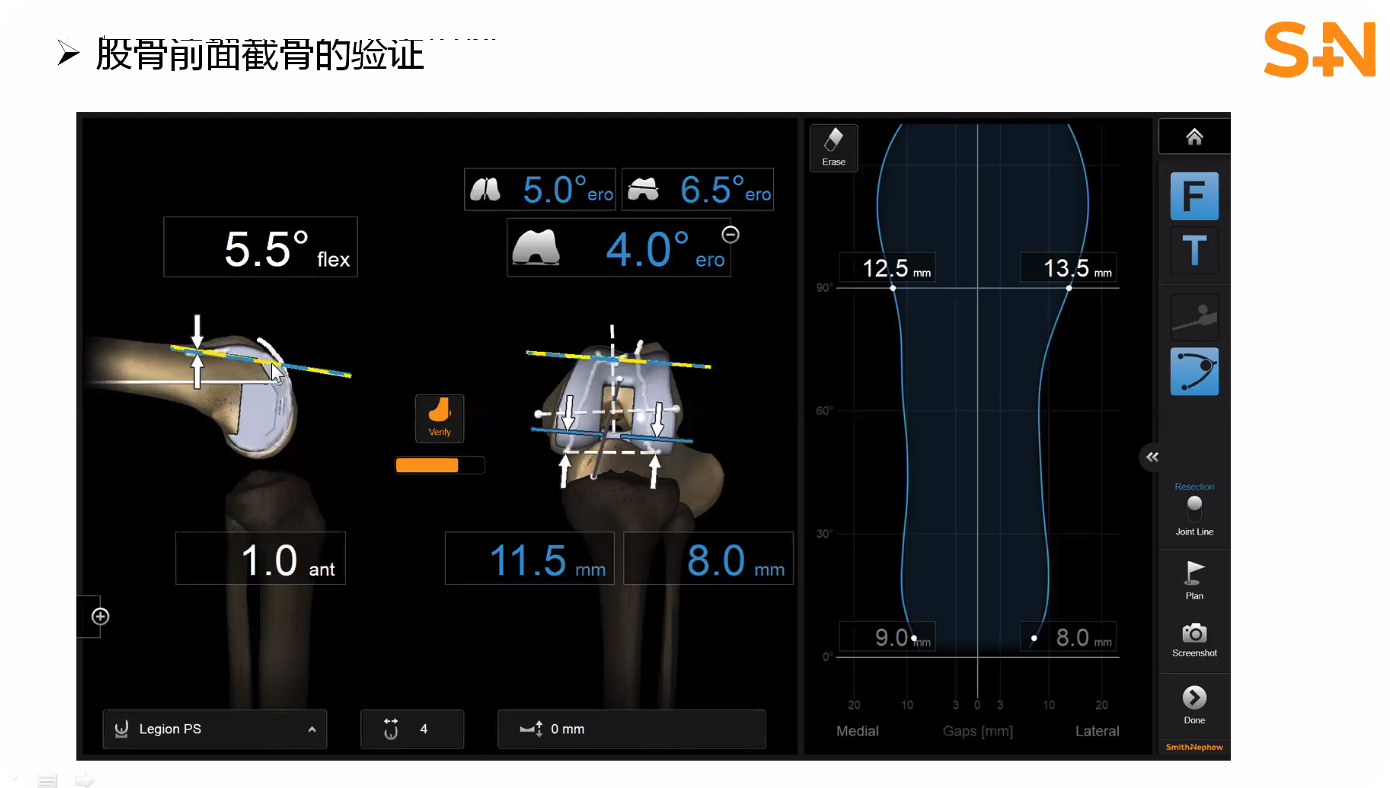 股骨前面截骨的验证
S+N
Erase
5.0° ero
6.5° ero
5.5° flex
4.0° ero
F
T
12.5 mm
13.5 mm
90°
Verify
60°
Resection
Joint Line
30°
1.0 ant
11.5 mm
8.0 mm
Plan
9.0 mm
8.0 mm
Screenshot
0°
20 10 3 0 3 10 20
Legion PS
4
0 mm
Medial
Gaps [mm]
Lateral
Done
SmithNephew